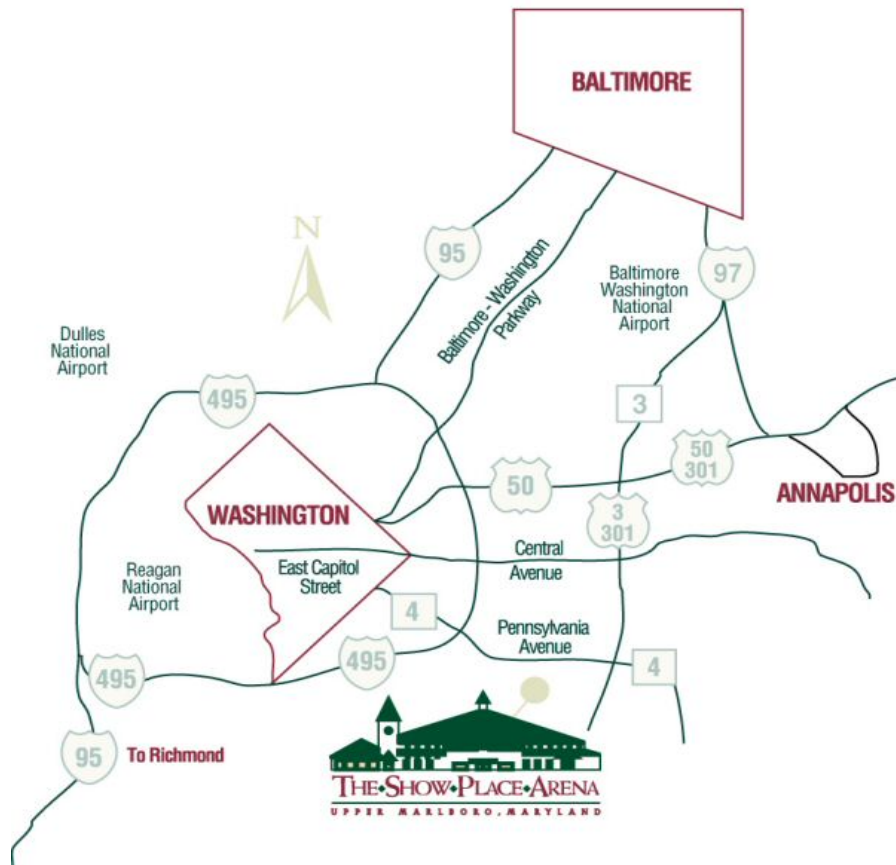 BALTIMORE
N
95
Baltimore - Washington
Parkway
Baltimore
Washington
National
Airport
97
Dulles
National
Airport
495
3
50
301
50
ANNAPOLIS
WASHINGTON
3
301
Central
Avenue
East Capitol
Street
Reagan
National
Airport
4
Pennsylvania
Avenue
495
4
495
95
To Richmond
THE SHOW PLACE ARENA
UPPER MARLBORO, MARYLAND